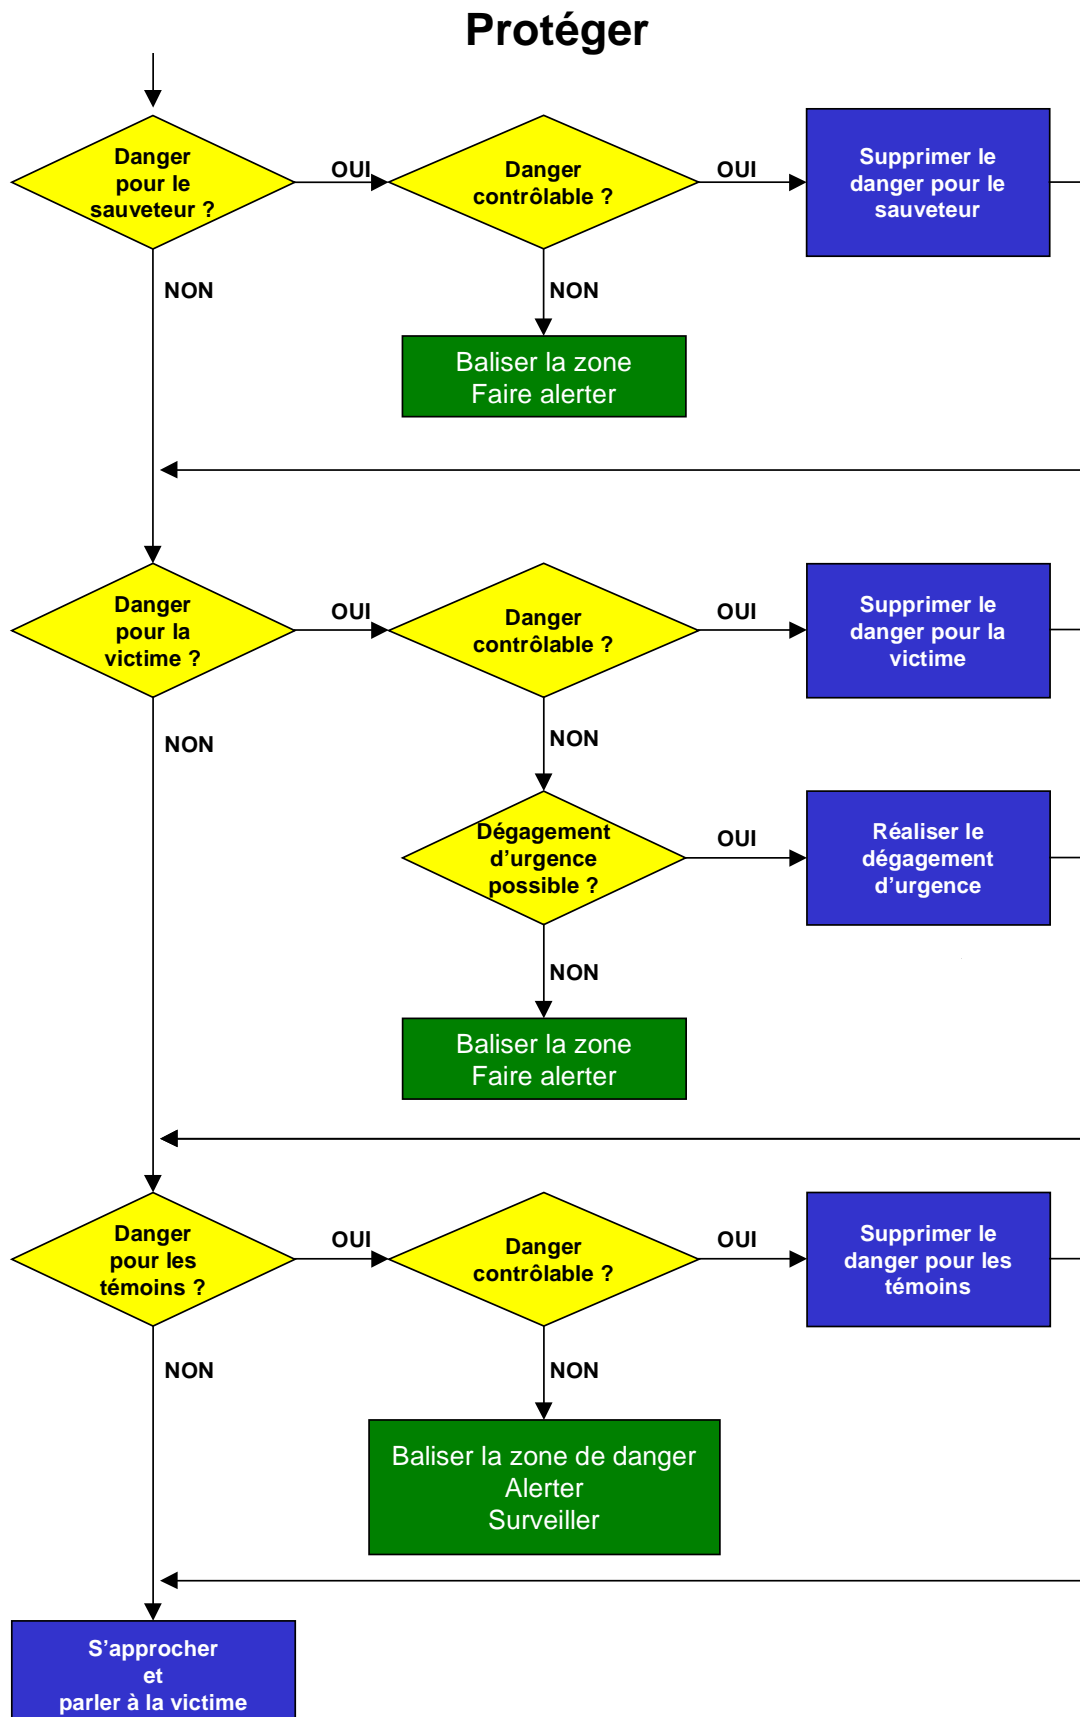 Protéger
Danger
pour le
sauveteur ?
OUI
Danger
contrôlable ?
OUI
Supprimer le
danger pour le
sauveteur
NON
NON
Baliser la zone
Faire alerter
Danger
pour la
victime ?
OUI
Danger
contrôlable ?
OUI
Supprimer le
danger pour la
victime
NON
NON
Dégagement
d’urgence
possible ?
OUI
Réaliser le
dégagement
d’urgence
NON
Baliser la zone
Faire alerter
Danger
pour les
témoins ?
OUI
Danger
contrôlable ?
OUI
Supprimer le
danger pour les
témoins
NON
NON
Baliser la zone de danger
Alerter
Surveiller
S’approcher
et
parler à la victime